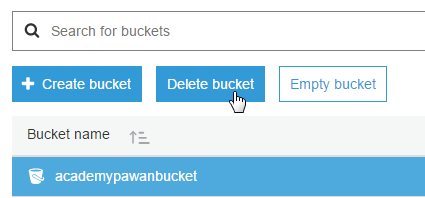 Search for buckets
Create bucket Delete bucket Empty bucket
Bucket name
academypawanbucket